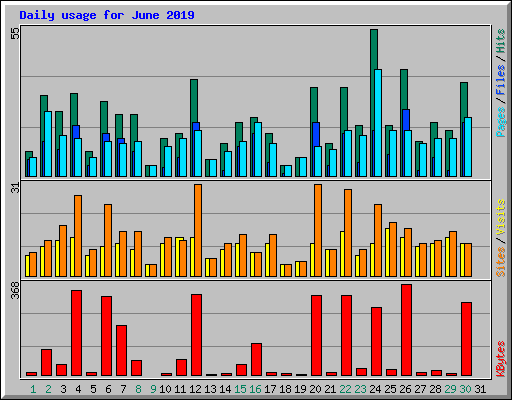 Daily usage for June 2019
55
Pages / Files / Hits
31
Sites / Visits
368
KBytes
1 2 3 4 5 6 7 8 9 10 11 12 13 14 15 16 17 18 19 20 21 22 23 24 25 26 27 28 29 30 31